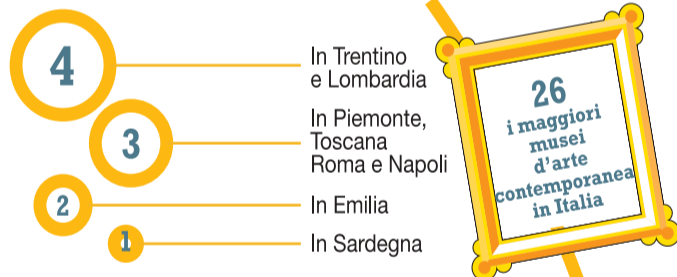 4
In Trentino
e Lombardia
3
In Piemonte,
Toscana
Roma e Napoli
2
In Emilia
1
In Sardegna
26
i maggiori
musei
d'arte
contemporanea
in Italia